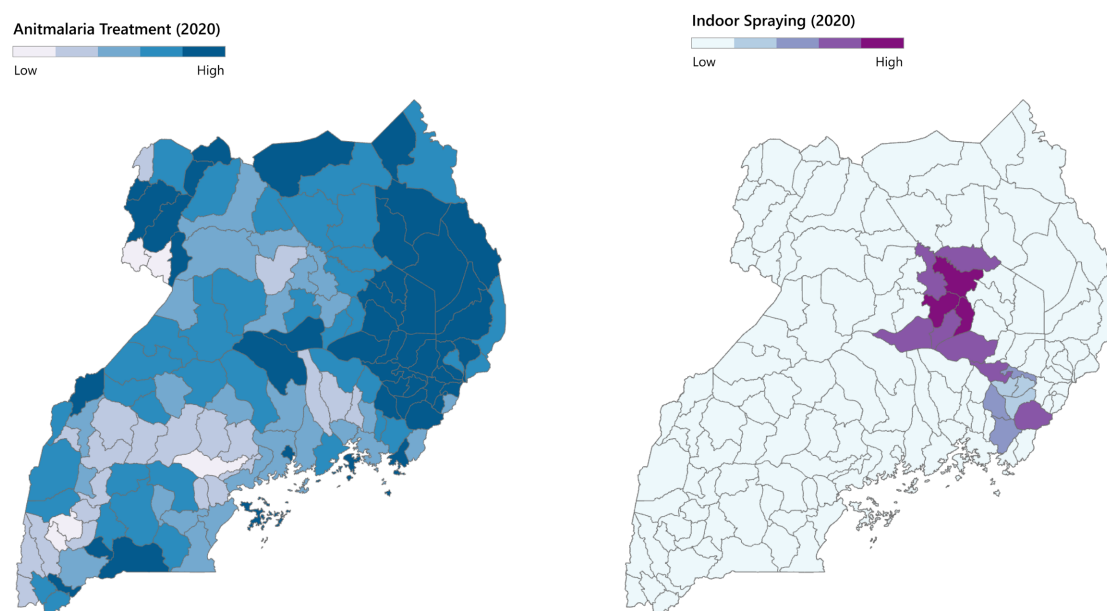 Anitmalaria Treatment (2020)
Low
High
Indoor Spraying (2020)
Low
High